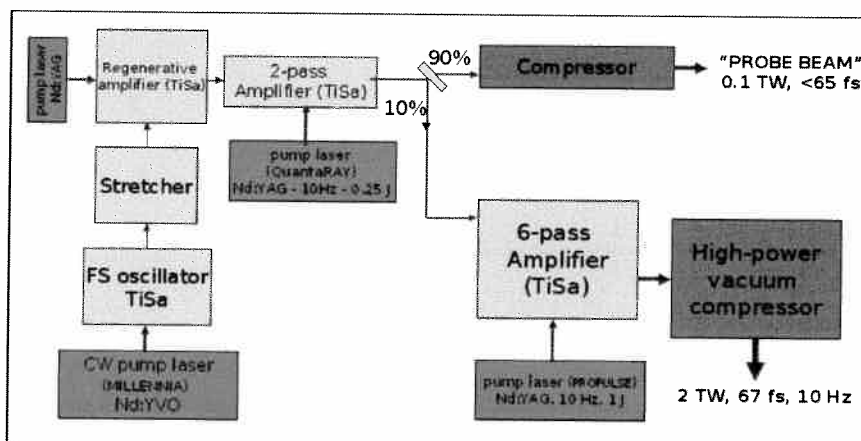 pump laser
Nd:YAG
Regenerative
amplifier (TiSa)
2-pass
Amplifier (TiSa)
90%
10%
Compressor
"PROBE BEAM"
0.1 TW, <65 fs
pump laser
(QuantaRAY)
Nd:YAG - 10Hz - 0.25 J
Stretcher
FS oscillator
TiSa
CW pump laser
(MILLENNIA)
Nd:YVO
6-pass
Amplifier
(TiSa)
High-power
vacuum
compressor
pump laser (PROPULSE)
Nd:YAG, 10 Hz, 1 J
2 TW, 67 fs, 10 Hz